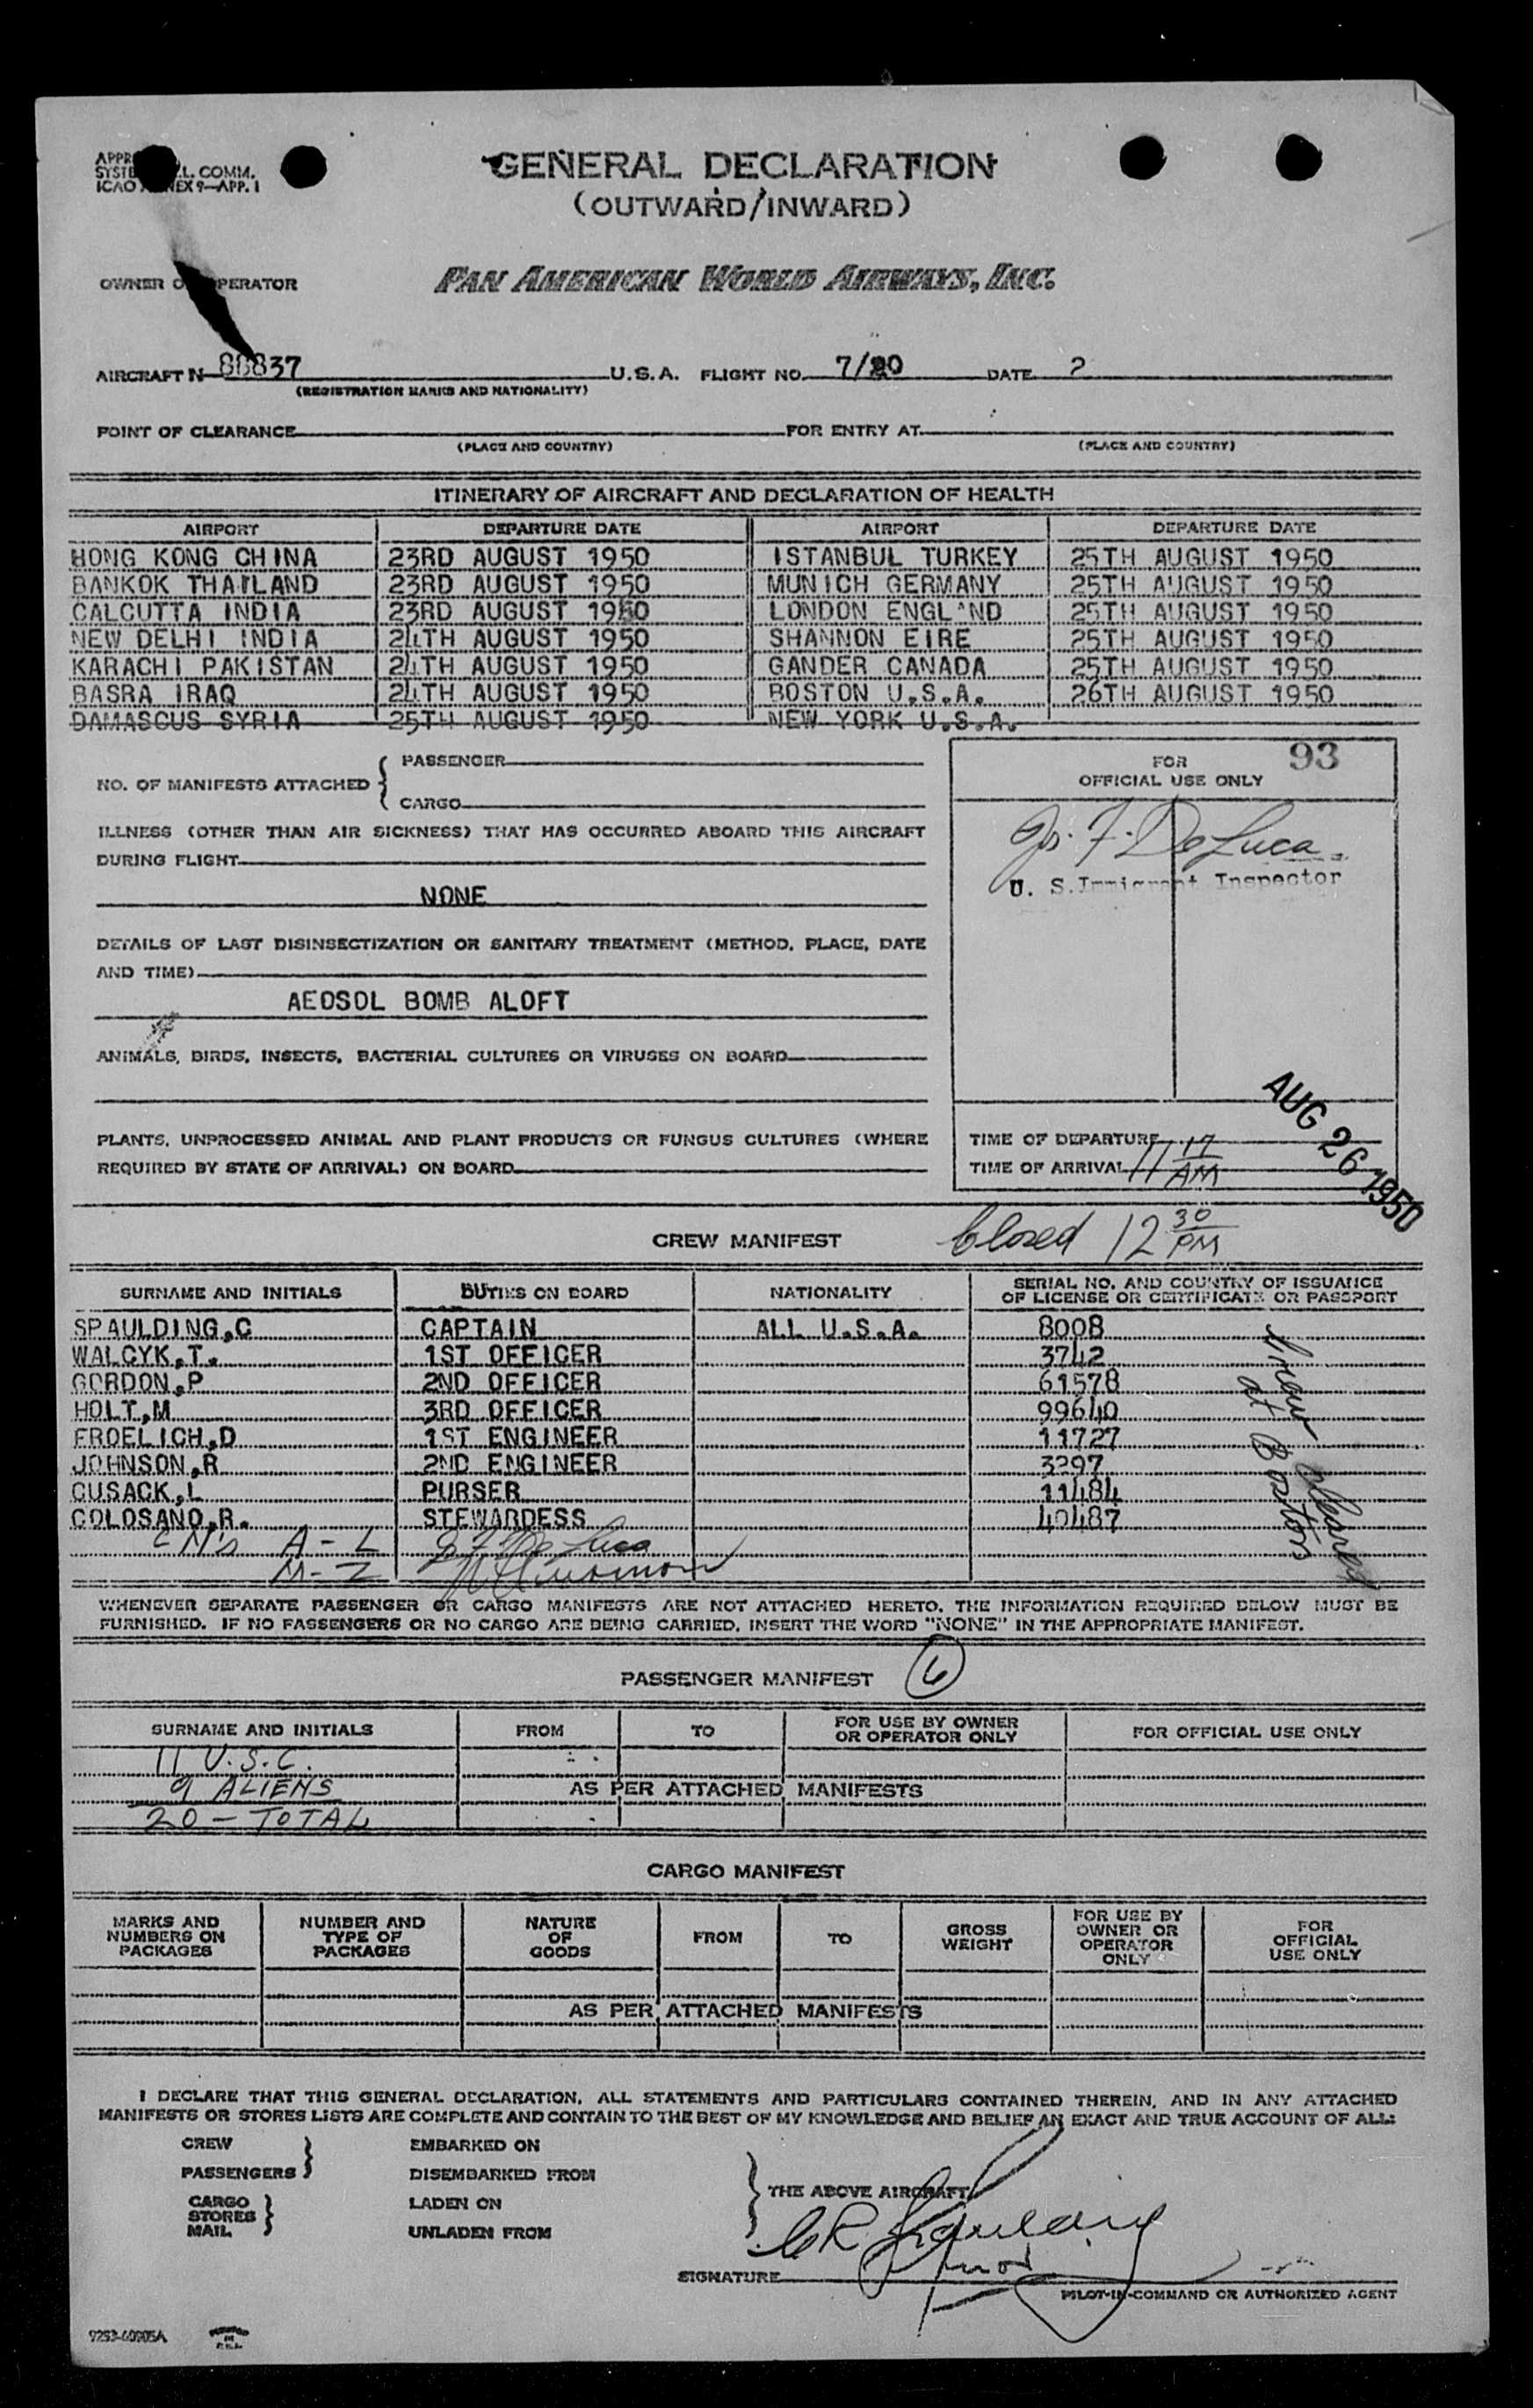 GENERAL DECLARATION
(OUTWARD/INWARD)
L. COMM.
ICAO EX 9—APP. 1
OWNER O PERATOR
PAN AMERICAN WORLD AIRWAYS, INC.
AIRCRAFT N 88837 U.S.A. FLIGHT NO. 7/20 DATE 2
(REGISTRATION MARKS AND NATIONALITY)
POINT OF CLEARANCE FOR ENTRY AT
(PLACE AND COUNTRY) (PLACE AND COUNTRY)
ITINERARY OF AIRCRAFT AND DECLARATION OF HEALTH
AIRPORT DEPARTURE DATE AIRPORT DEPARTURE DATE
HONG KONG CHINA 23RD AUGUST 1950 ISTANBUL TURKEY 25TH AUGUST 1950
BANKOK THAILAND 23RD AUGUST 1950 MUNICH GERMANY 25TH AUGUST 1950
CALCUTTA INDIA 23RD AUGUST 1950 LONDON ENGLAND 25TH AUGUST 1950
NEW DELHI INDIA 24TH AUGUST 1950 SHANNON EIRE 25TH AUGUST 1950
KARACHI PAKISTAN 24TH AUGUST 1950 GANDER CANADA 25TH AUGUST 1950
BASRA IRAQ 24TH AUGUST 1950 BOSTON U.S.A. 26TH AUGUST 1950
DAMASCUS SYRIA 25TH AUGUST 1950 NEW YORK U.S.A.
NO. OF MANIFESTS ATTACHED { PASSENGER
CARGO
FOR OFFICIAL USE ONLY 93
ILLNESS (OTHER THAN AIR SICKNESS) THAT HAS OCCURRED ABOARD THIS AIRCRAFT
DURING FLIGHT
NONE
F. DeLuca
U. S. Immigrant Inspector
DETAILS OF LAST DISINSECTIZATION OR SANITARY TREATMENT (METHOD, PLACE, DATE
AND TIME)
AEOSOL BOMB ALOFT
ANIMALS, BIRDS, INSECTS, BACTERIAL CULTURES OR VIRUSES ON BOARD
PLANTS, UNPROCESSED ANIMAL AND PLANT PRODUCTS OR FUNGUS CULTURES (WHERE
REQUIRED BY STATE OF ARRIVAL) ON BOARD
TIME OF DEPARTURE
TIME OF ARRIVAL 11 17 AM
AUG 26 1950
Closed 12 30 PM
CREW MANIFEST
SURNAME AND INITIALS DUTIES ON BOARD NATIONALITY SERIAL NO. AND COUNTRY OF ISSUANCE OF LICENSE OR CERTIFICATE OR PASSPORT
SPAULDING,C CAPTAIN ALL U.S.A. 8008
WALCYK,T. 1ST OFFICER 3742
GORDON,P 2ND OFFICER 61578
HOLT,M 3RD OFFICER 99640
FROELICH,D 1ST ENGINEER 11727
JOHNSON,R 2ND ENGINEER 3297
CUSACK,L PURSER 11484
COLOSANO,R. STEWARDESS 40487
A - L
M - Z
at Boston
WHENEVER SEPARATE PASSENGER OR CARGO MANIFESTS ARE NOT ATTACHED HERETO, THE INFORMATION REQUIRED BELOW MUST BE
FURNISHED. IF NO PASSENGERS OR NO CARGO ARE BEING CARRIED, INSERT THE WORD "NONE" IN THE APPROPRIATE MANIFEST.
PASSENGER MANIFEST 6
SURNAME AND INITIALS FROM TO FOR USE BY OWNER OR OPERATOR ONLY FOR OFFICIAL USE ONLY
11 U.S.C.
9 ALIENS AS PER ATTACHED MANIFESTS
20 - TOTAL
CARGO MANIFEST
MARKS AND NUMBERS ON PACKAGES NUMBER AND TYPE OF PACKAGES NATURE OF GOODS FROM TO GROSS WEIGHT FOR USE BY OWNER OR OPERATOR ONLY FOR OFFICIAL USE ONLY
AS PER ATTACHED MANIFESTS
I DECLARE THAT THIS GENERAL DECLARATION, ALL STATEMENTS AND PARTICULARS CONTAINED THEREIN, AND IN ANY ATTACHED
MANIFESTS OR STORES LISTS ARE COMPLETE AND CONTAIN TO THE BEST OF MY KNOWLEDGE AND BELIEF AN EXACT AND TRUE ACCOUNT OF ALL:
CREW EMBARKED ON
PASSENGERS } DISEMBARKED FROM
THE ABOVE AIRCRAFT
CARGO LADEN ON
STORES
MAIL } UNLADEN FROM
CR Spaulding
SIGNATURE
PILOT-IN-COMMAND OR AUTHORIZED AGENT